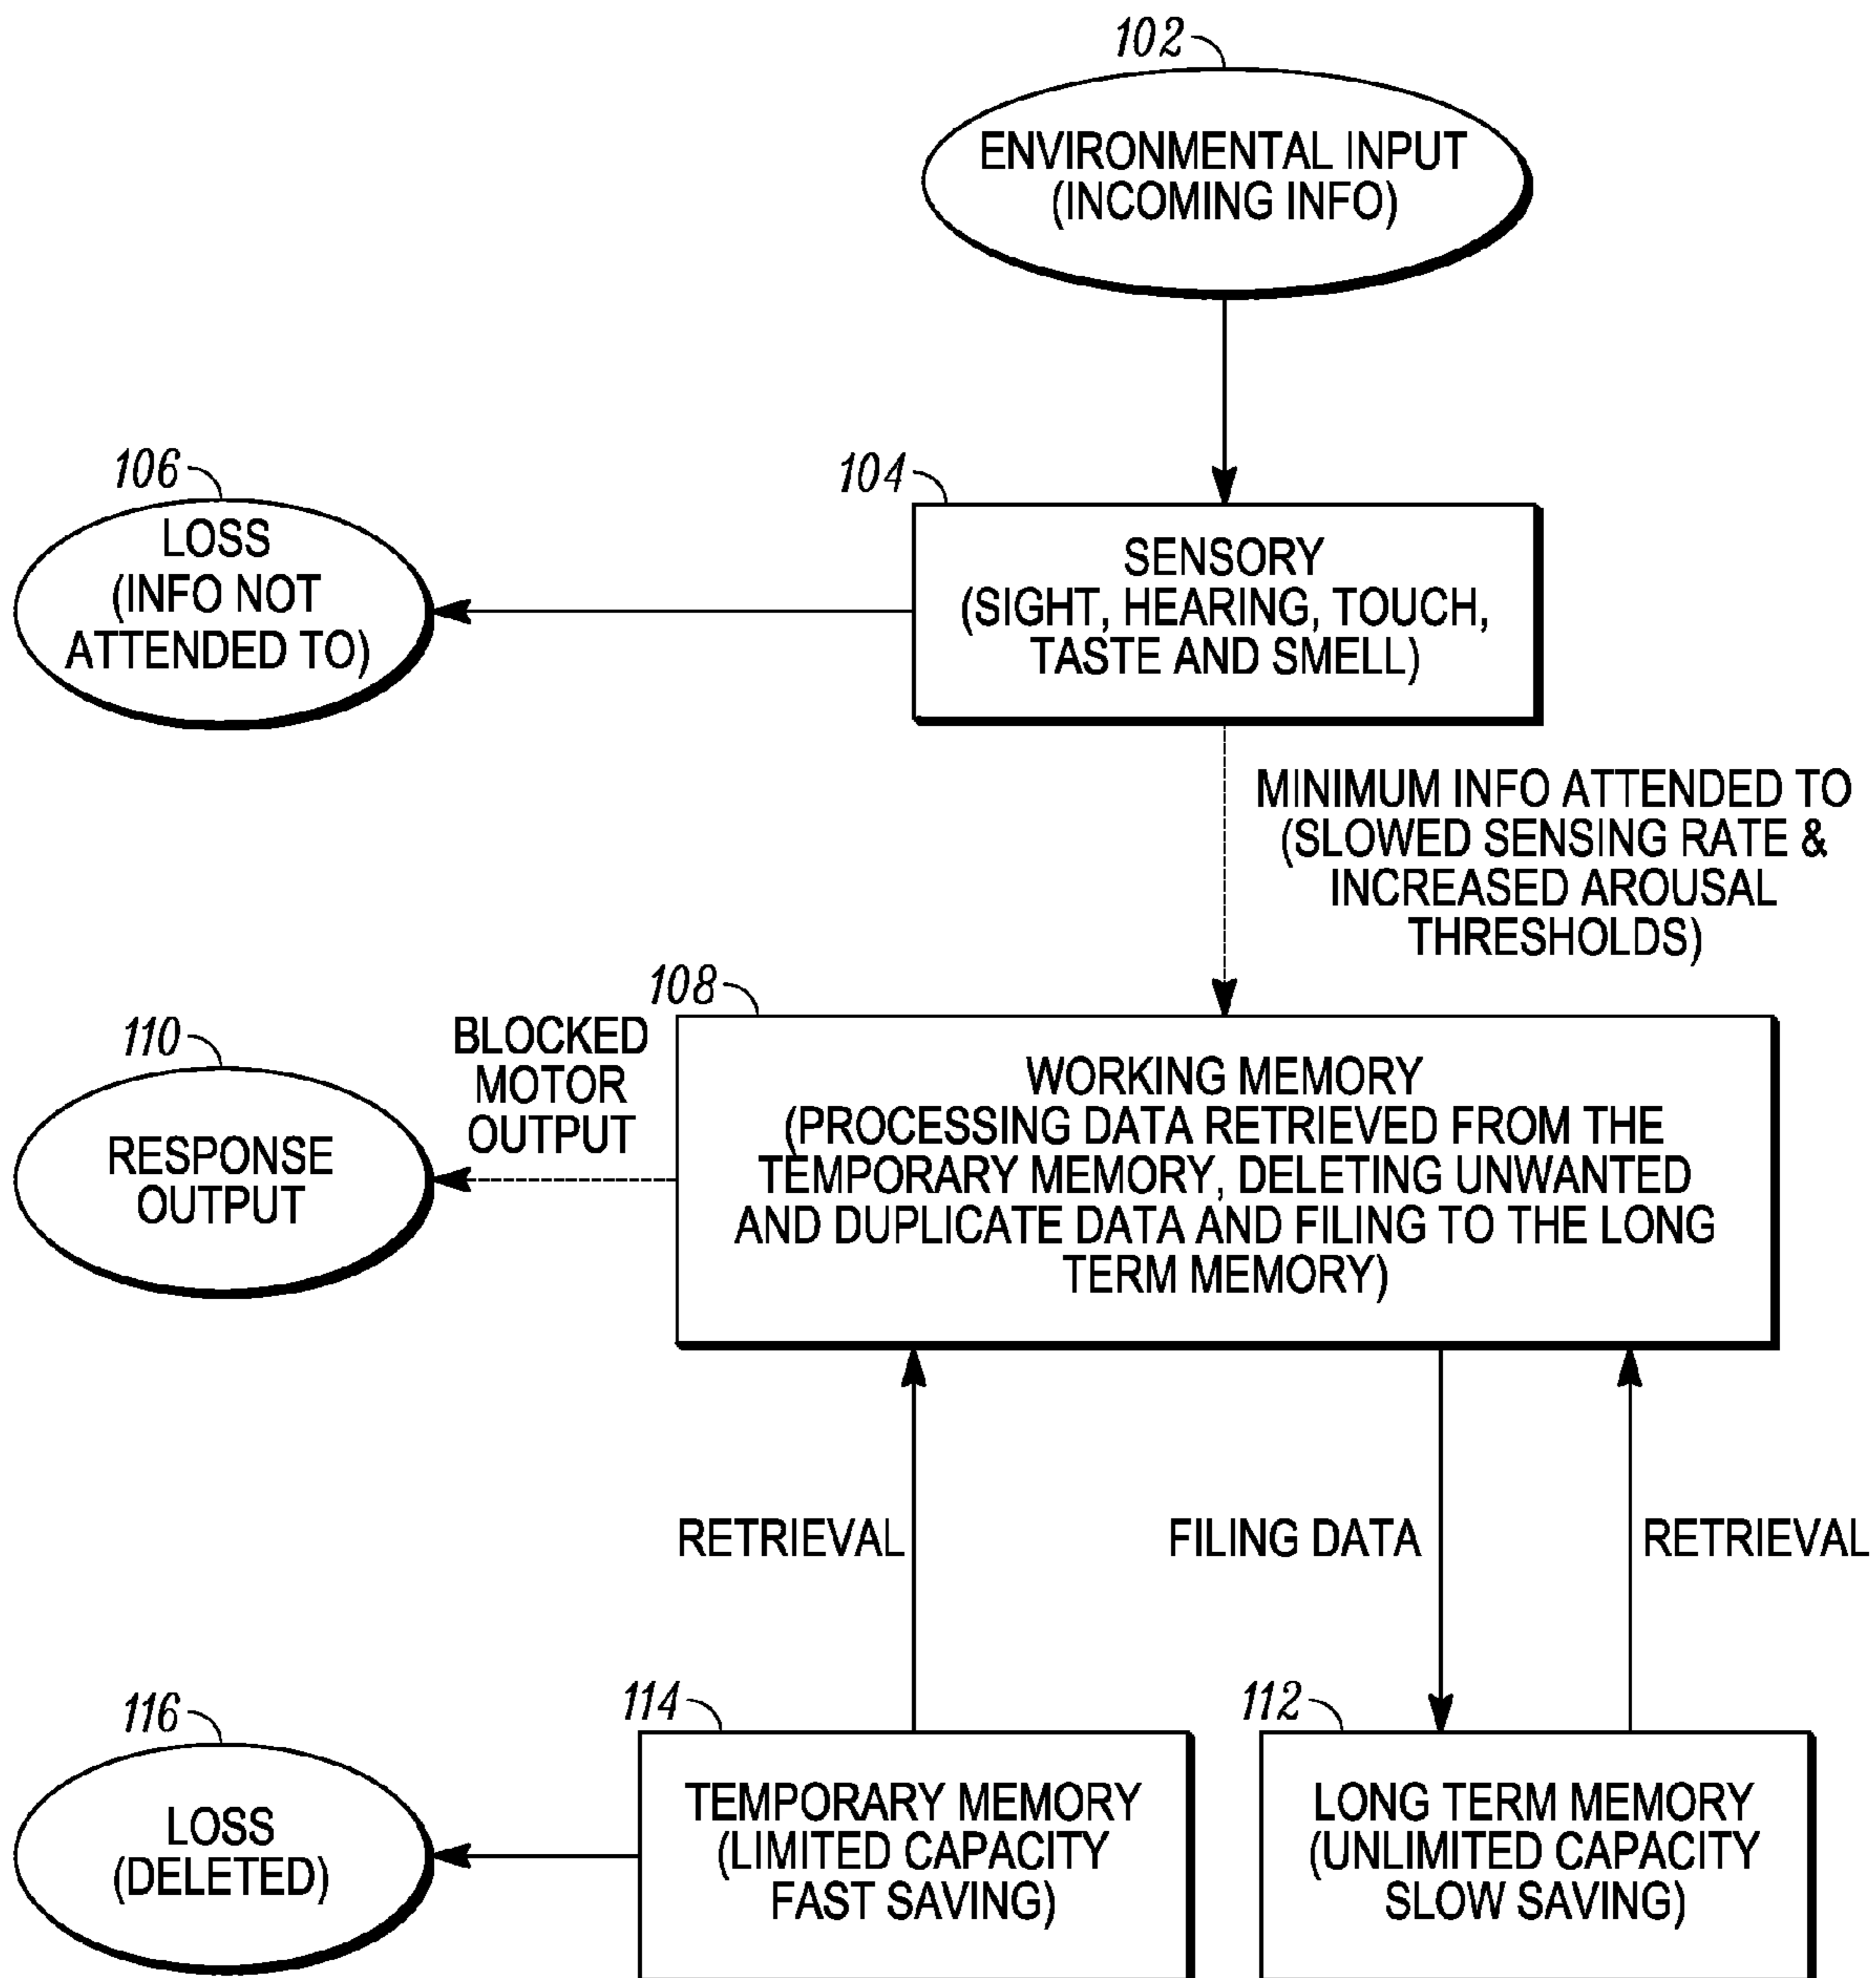 102
ENVIRONMENTAL INPUT
(INCOMING INFO)
106
LOSS
(INFO NOT
ATTENDED TO)
104
SENSORY
(SIGHT, HEARING, TOUCH,
TASTE AND SMELL)
MINIMUM INFO ATTENDED TO
(SLOWED SENSING RATE &
INCREASED AROUSAL
THRESHOLDS)
110
RESPONSE
OUTPUT
BLOCKED
MOTOR
OUTPUT
108
WORKING MEMORY
(PROCESSING DATA RETRIEVED FROM THE
TEMPORARY MEMORY, DELETING UNWANTED
AND DUPLICATE DATA AND FILING TO THE LONG
TERM MEMORY)
RETRIEVAL
FILING DATA
RETRIEVAL
116
LOSS
(DELETED)
114
TEMPORARY MEMORY
(LIMITED CAPACITY
FAST SAVING)
112
LONG TERM MEMORY
(UNLIMITED CAPACITY
SLOW SAVING)